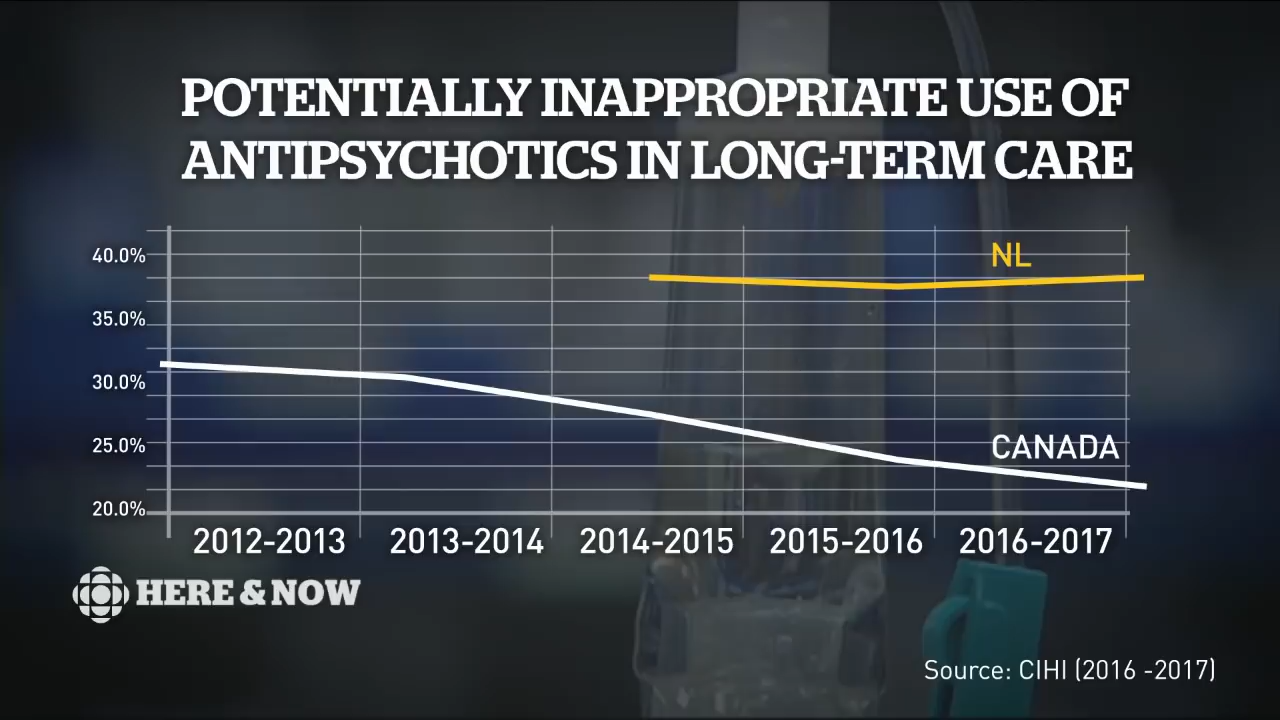 POTENTIALLY INAPPROPRIATE USE OF
ANTIPSYCHOTICS IN LONG-TERM CARE
40.0%
35.0%
30.0%
25.0%
20.0%
NL
CANADA
2012-2013 2013-2014 2014-2015 2015-2016 2016-2017
HERE & NOW
Source: CIHI (2016 -2017)